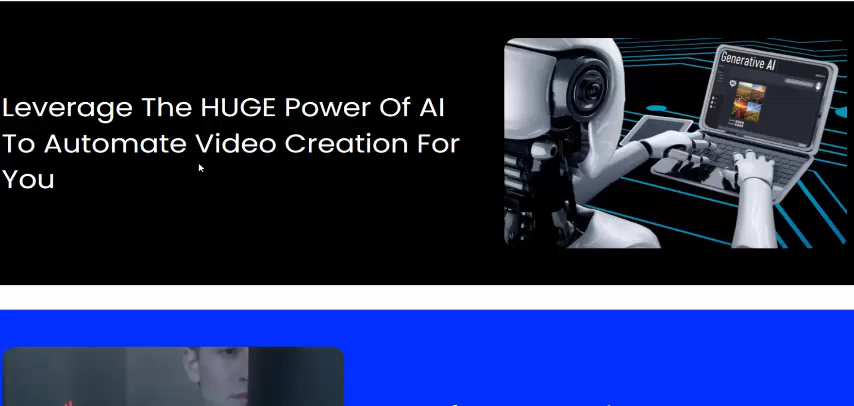 Leverage The HUGE Power Of AI
To Automate Video Creation For
You
Generative AI